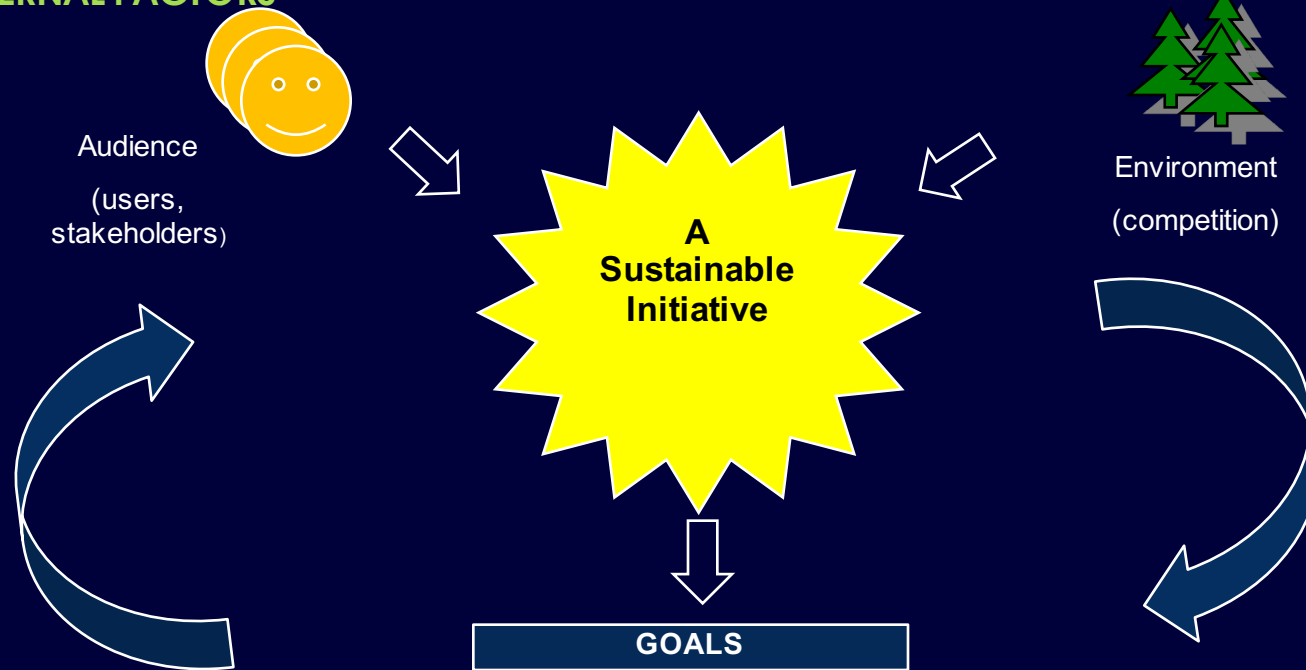 Audience
(users,
stakeholders)
Environment
(competition)
A
Sustainable
Initiative
GOALS